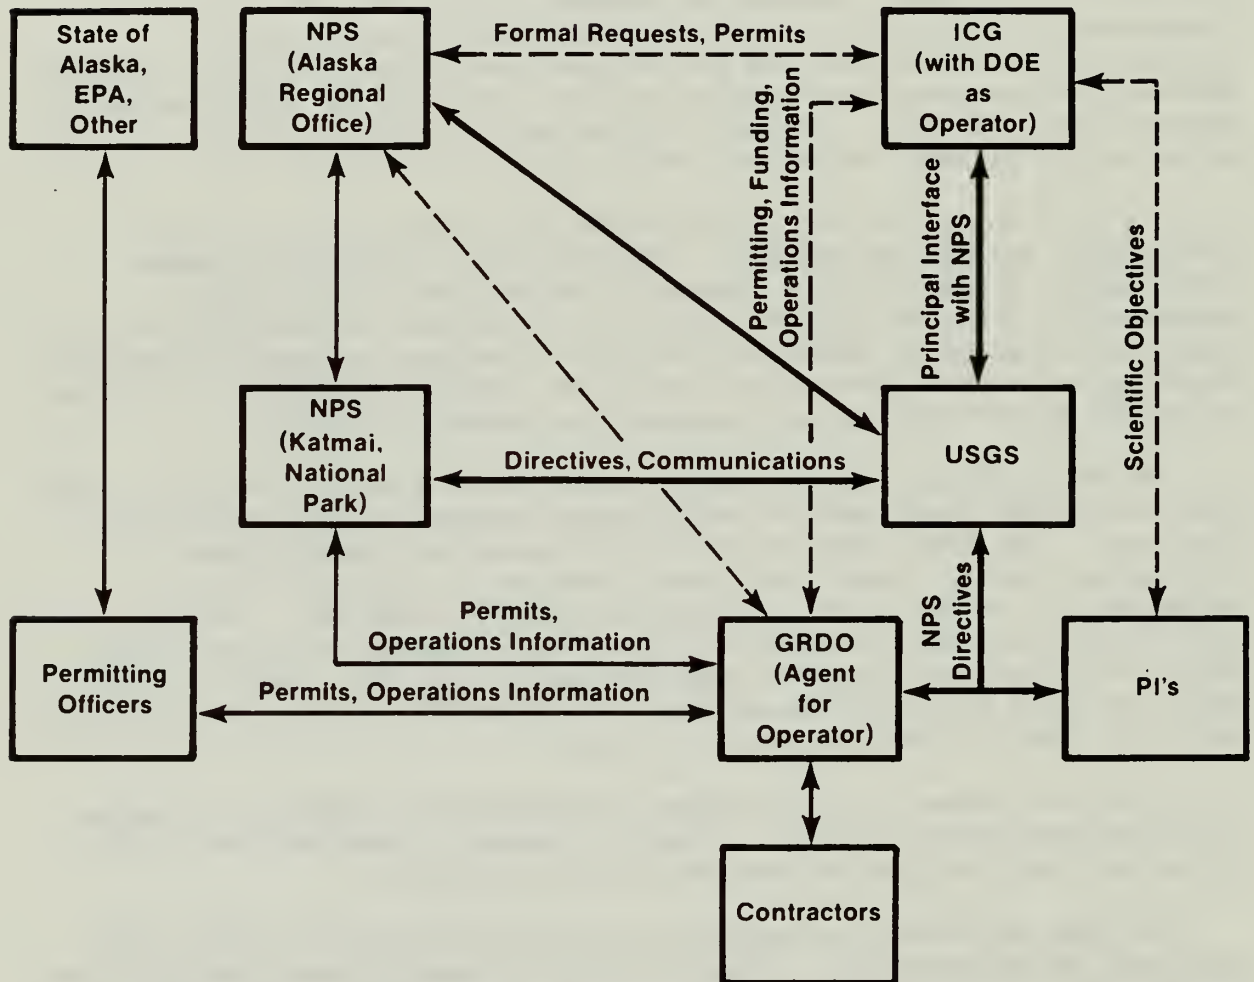 State of
Alaska,
EPA,
Other
NPS
(Alaska
Regional
Office)
Formal Requests, Permits
ICG
(with DOE
as
Operator)
Permitting, Funding,
Operations Information
Principal Interface
with NPS
Scientific Objectives
NPS
(Katmai,
National
Park)
Directives, Communications
USGS
Permitting
Officers
Permits,
Operations Information
Permits, Operations Information
GRDO
(Agent
for
Operator)
NPS
Directives
PI's
Contractors